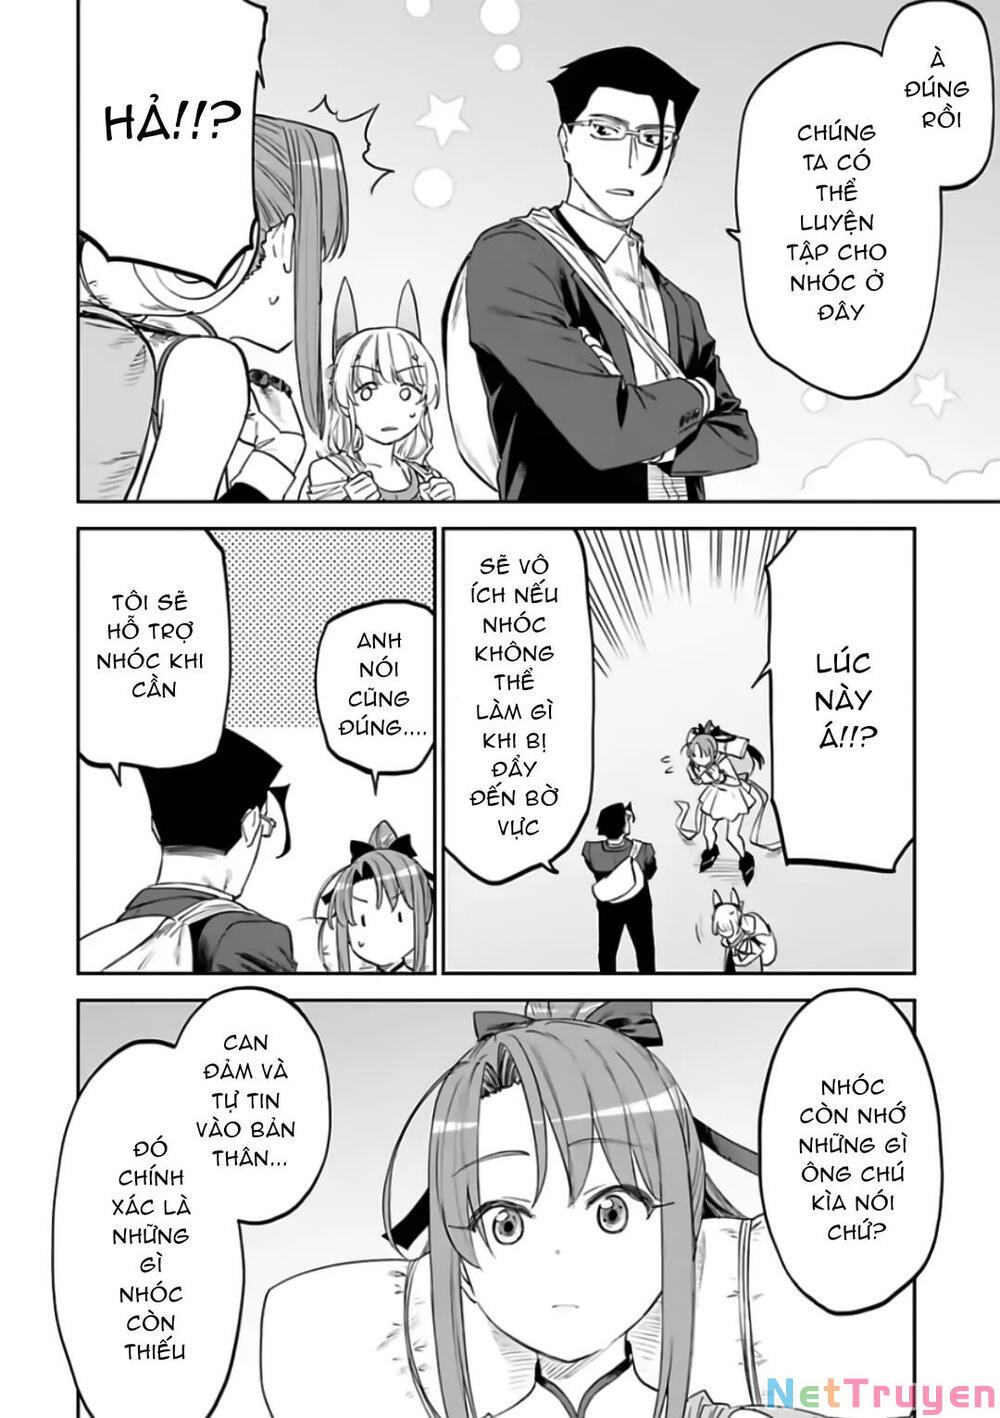 À
ĐÚNG
RỒI
CHÚNG
TA CÓ
THỂ
LUYỆN
TẬP CHO
NHÓC Ở
ĐÂY
HẢ!!?
LÚC
NÀY
Á!!?
SẼ VÔ
ÍCH NẾU
NHÓC
KHÔNG
THỂ
LÀM GÌ
KHI BỊ
ĐẨY
ĐẾN BỜ
VỰC
ANH
NÓI
CŨNG
ĐÚNG....
TÔI SẼ
HỖ TRỢ
NHÓC KHI
CẦN
NHÓC
CÒN NHỚ
NHỮNG GÌ
ÔNG CHÚ
KÌA NÓI
CHỨ?
CAN
ĐẢM VÀ
TỰ TIN
VÀO BẢN
THÂN...
ĐÓ
CHÍNH
XÁC LÀ
NHỮNG
GÌ
NHÓC
CÒN
THIẾU
NetTruyen